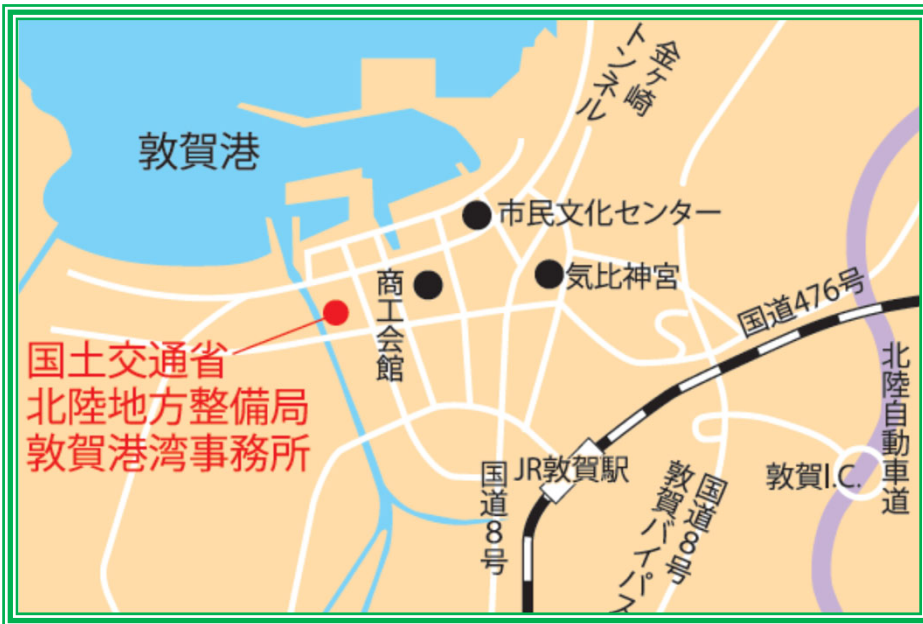 金ヶ崎
トンネル
敦賀港
市民文化センター
気比神宮
商工会館
国道476号
国土交通省
北陸地方整備局
敦賀港湾事務所
北陸自動車道
JR敦賀駅
敦賀I.C.
国道8号
国道8号
敦賀バイパス